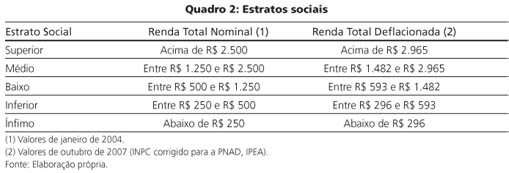 Quadro 2: Estratos sociais
Estrato Social Renda Total Nominal (1) Renda Total Deflacionada (2)
Superior Acima de R$ 2.500 Acima de R$ 2.965
Médio Entre R$ 1.250 e R$ 2.500 Entre R$ 1.482 e R$ 2.965
Baixo Entre R$ 500 e R$ 1.250 Entre R$ 593 e R$ 1.482
Inferior Entre R$ 250 e R$ 500 Entre R$ 296 e R$ 593
Ínfimo Abaixo de R$ 250 Abaixo de R$ 296
(1) Valores de janeiro de 2004.
(2) Valores de outubro de 2007 (INPC corrigido para a PNAD, IPEA).
Fonte: Elaboração própria.